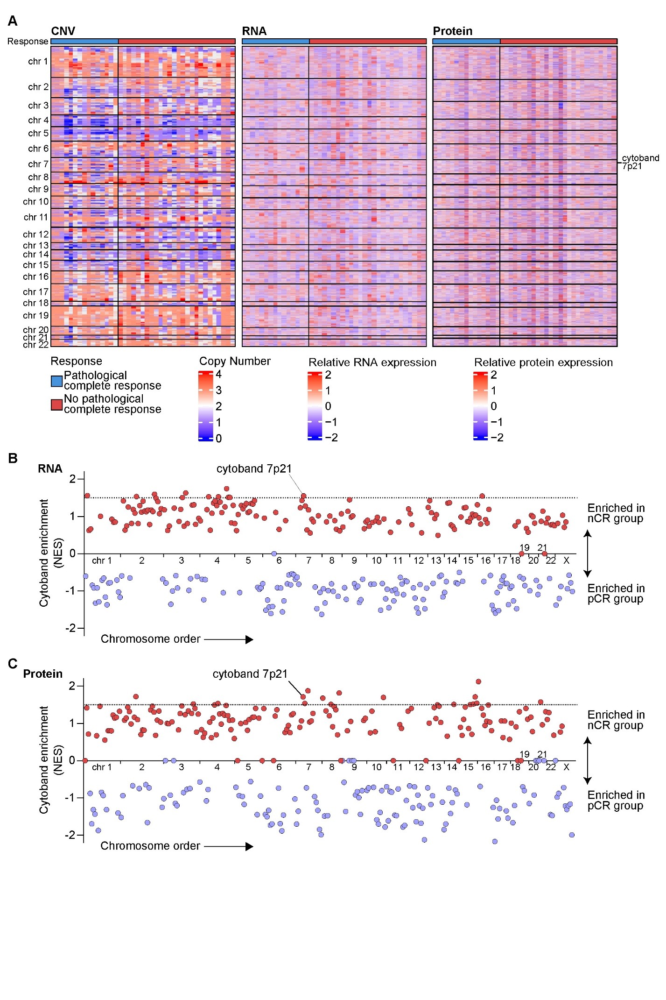 A
CNV
RNA
Protein
Response
chr 1
chr 2
chr 3
chr 4
chr 5
chr 6
chr 7
chr 8
chr 9
chr 10
chr 11
chr 12
chr 13
chr 14
chr 15
chr 16
chr 17
chr 18
chr 19
chr 20
chr 21
chr 22
cytoband
7p21
Response
Pathological
complete response
No pathological
complete response
Copy Number
4
3
2
1
0
Relative RNA expression
2
1
0
−1
−2
Relative protein expression
2
1
0
−1
−2
B
RNA
cytoband 7p21
Cytoband enrichment
(NES)
2
1
0
-1
-2
chr 1 2 3 4 5 6 7 8 9 10 11 12 13 14 15 16 17 18 19 20 21 22 X
Enriched in
nCR group
Enriched in
pCR group
Chromosome order
C
Protein
cytoband 7p21
Cytoband enrichment
(NES)
2
1
0
-1
-2
chr 1 2 3 4 5 6 7 8 9 10 11 12 13 14 15 16 17 18 19 20 21 22 X
Enriched in
nCR group
Enriched in
pCR group
Chromosome order